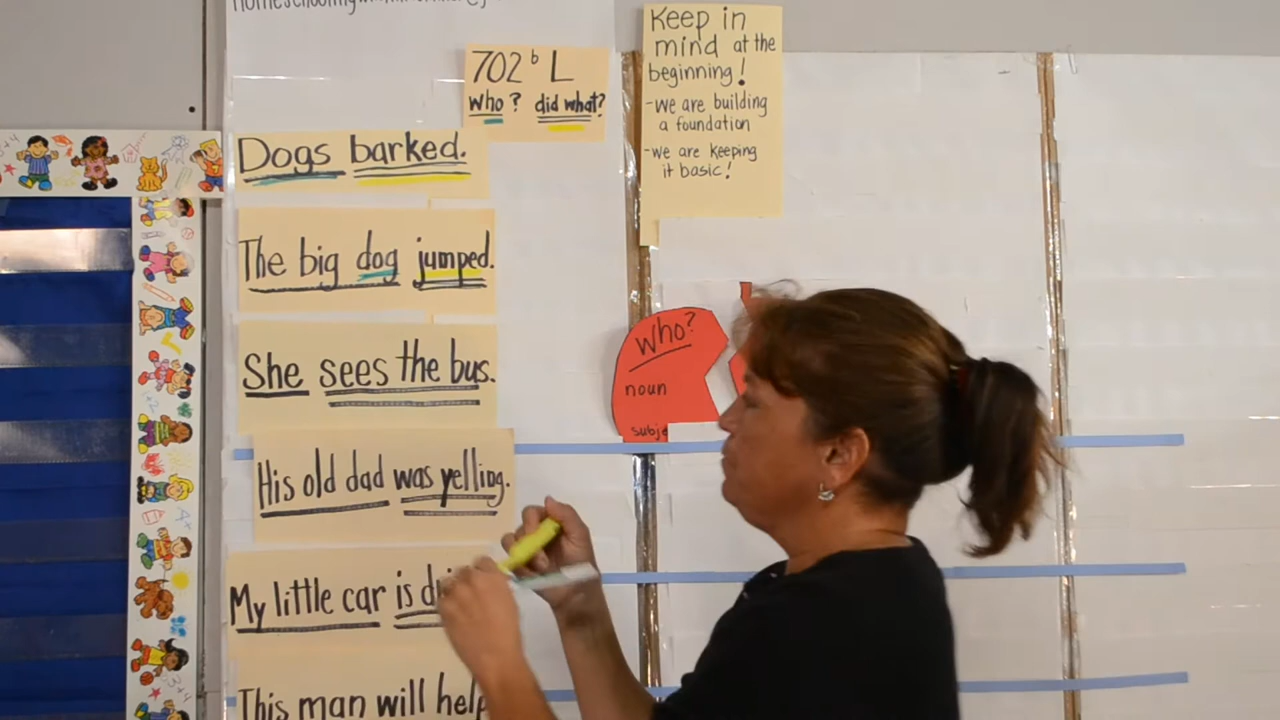 702 b L
who? did what?
Keep in
mind at the
beginning!
-we are building
a foundation
-we are keeping
it basic!
Dogs barked.
The big dog jumped.
She sees the bus.
Who?
noun
His old dad was yelling.
My little car is
This man will help